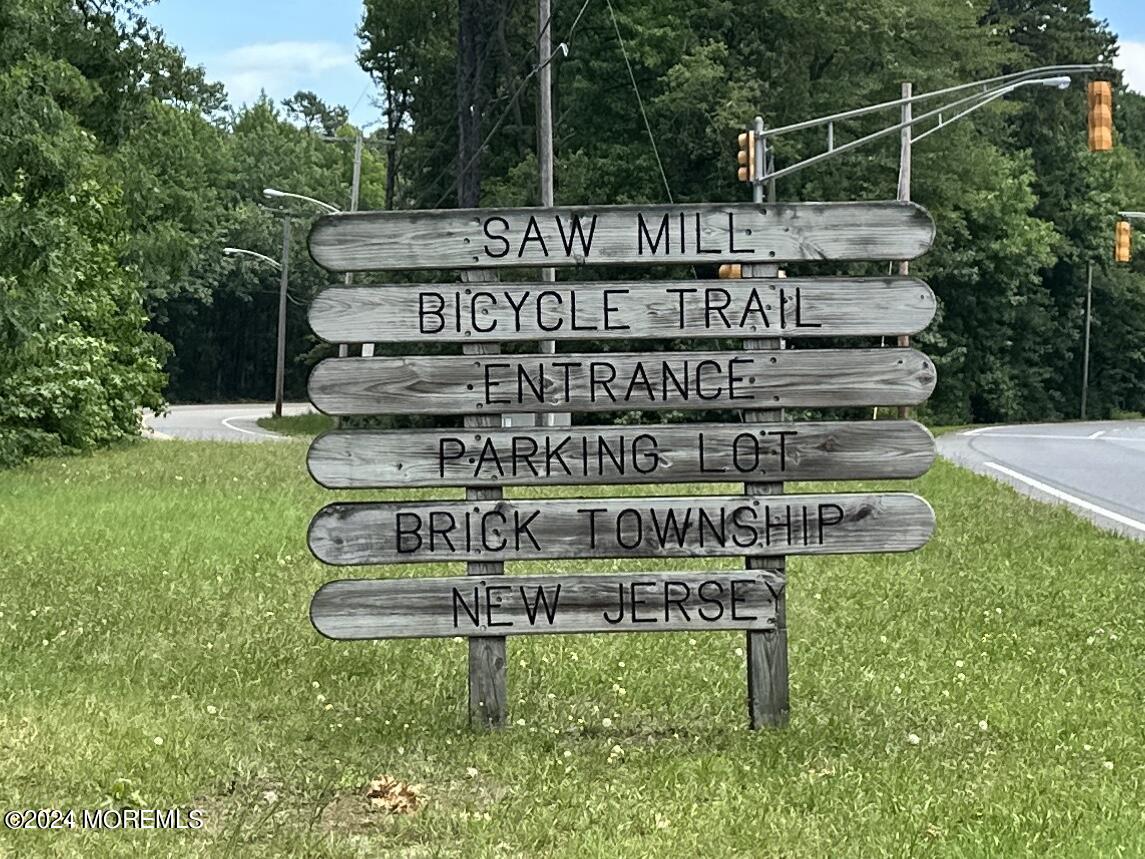 SAW MILL
BICYCLE TRAIL
ENTRANCE
PARKING LOT
BRICK TOWNSHIP
NEW JERSEY
©2024 MOREMLS